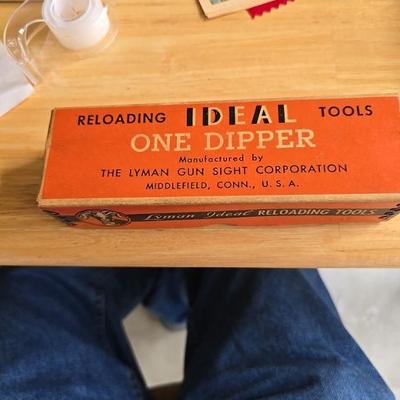 RELOADING IDEAL TOOLS
ONE DIPPER
Manufactured by
THE LYMAN GUN SIGHT CORPORATION
MIDDLEFIELD, CONN., U. S. A.
Lyman Ideal RELOADING TOOLS